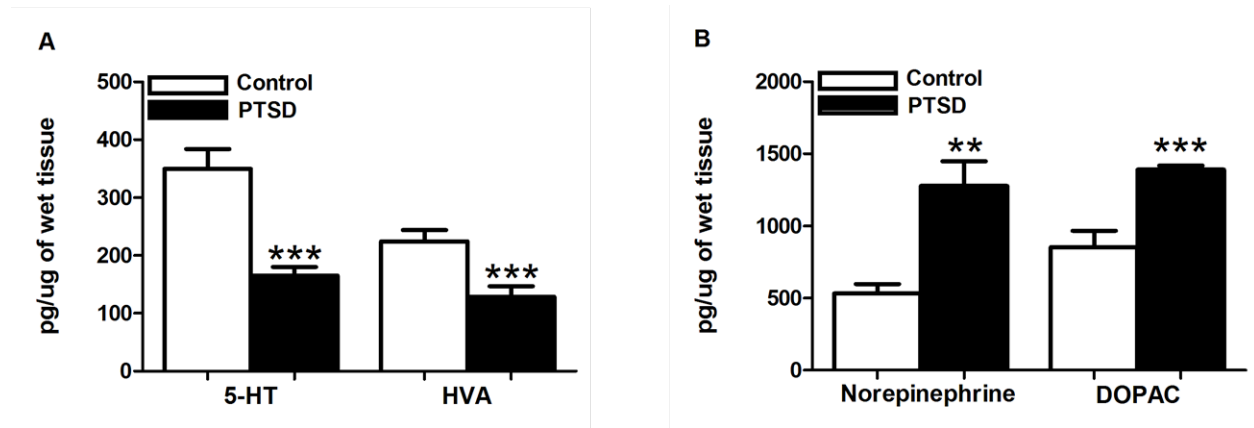 A
Control
PTSD
500
400
300
200
100
0
pg/ug of wet tissue
***
***
5-HT
HVA
B
Control
PTSD
2000
1500
1000
500
0
pg/ug of wet tissue
**
***
Norepinephrine
DOPAC